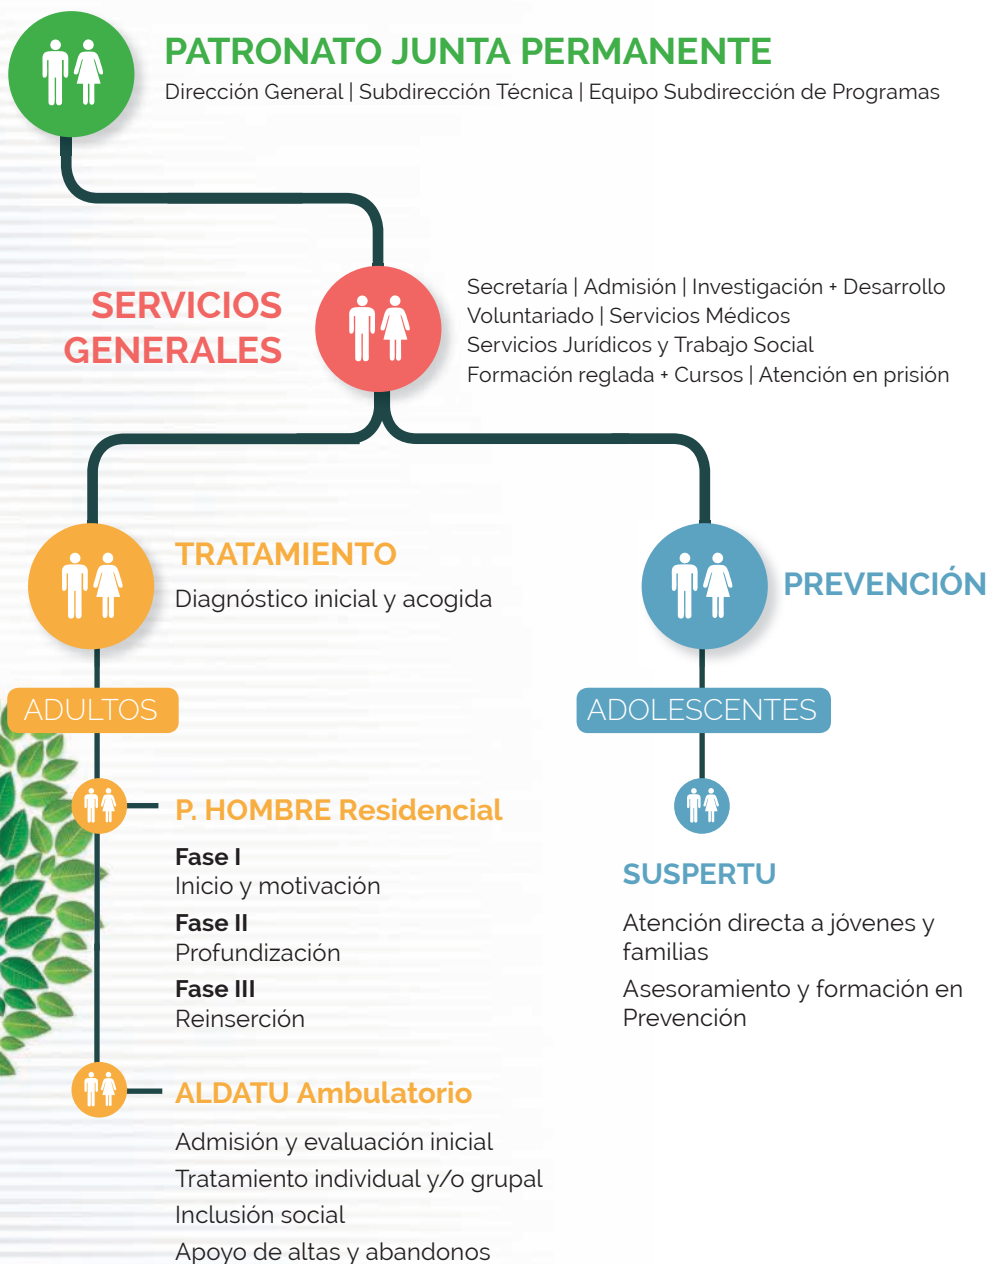 PATRONATO JUNTA PERMANENTE
Dirección General | Subdirección Técnica | Equipo Subdirección de Programas
SERVICIOS
GENERALES
Secretaría | Admisión | Investigación + Desarrollo
Voluntariado | Servicios Médicos
Servicios Jurídicos y Trabajo Social
Formación reglada + Cursos | Atención en prisión
TRATAMIENTO
Diagnóstico inicial y acogida
ADULTOS
P. HOMBRE Residencial
Fase I
Inicio y motivación
Fase II
Profundización
Fase III
Reinserción
ALDATU Ambulatorio
Admisión y evaluación inicial
Tratamiento individual y/o grupal
Inclusión social
Apoyo de altas y abandonos
PREVENCIÓN
ADOLESCENTES
SUSPERTU
Atención directa a jóvenes y
familias
Asesoramiento y formación en
Prevención